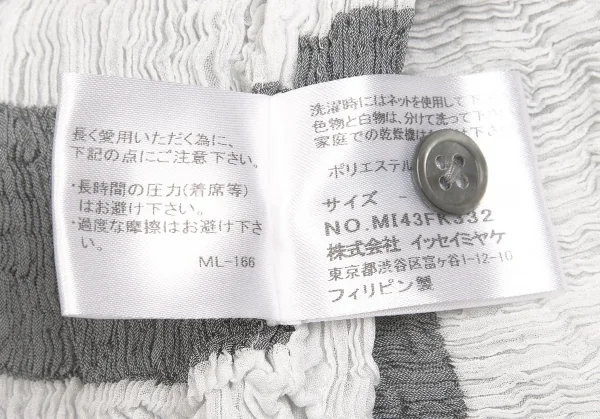 長く愛用いただく為に、
下記の点にご注意下さい。
・長時間の圧力(着席等)
はお避け下さい。
・過度な摩擦はお避け下さ
い。
ML-166
洗濯時にはネットを使用して下
色物と白物は、分けて洗って下
家庭での乾燥機は
ポリエステル
サイズ -
NO.MI43FK332
株式会社 イッセイミヤケ
東京都渋谷区富ヶ谷1-12-10
フィリピン製